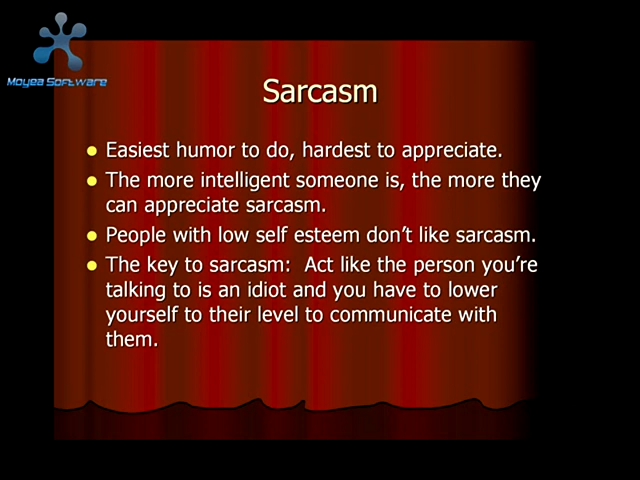 Moyea Software
Sarcasm
Easiest humor to do, hardest to appreciate.
The more intelligent someone is, the more they
can appreciate sarcasm.
People with low self esteem don't like sarcasm.
The key to sarcasm:  Act like the person you're
talking to is an idiot and you have to lower
yourself to their level to communicate with
them.